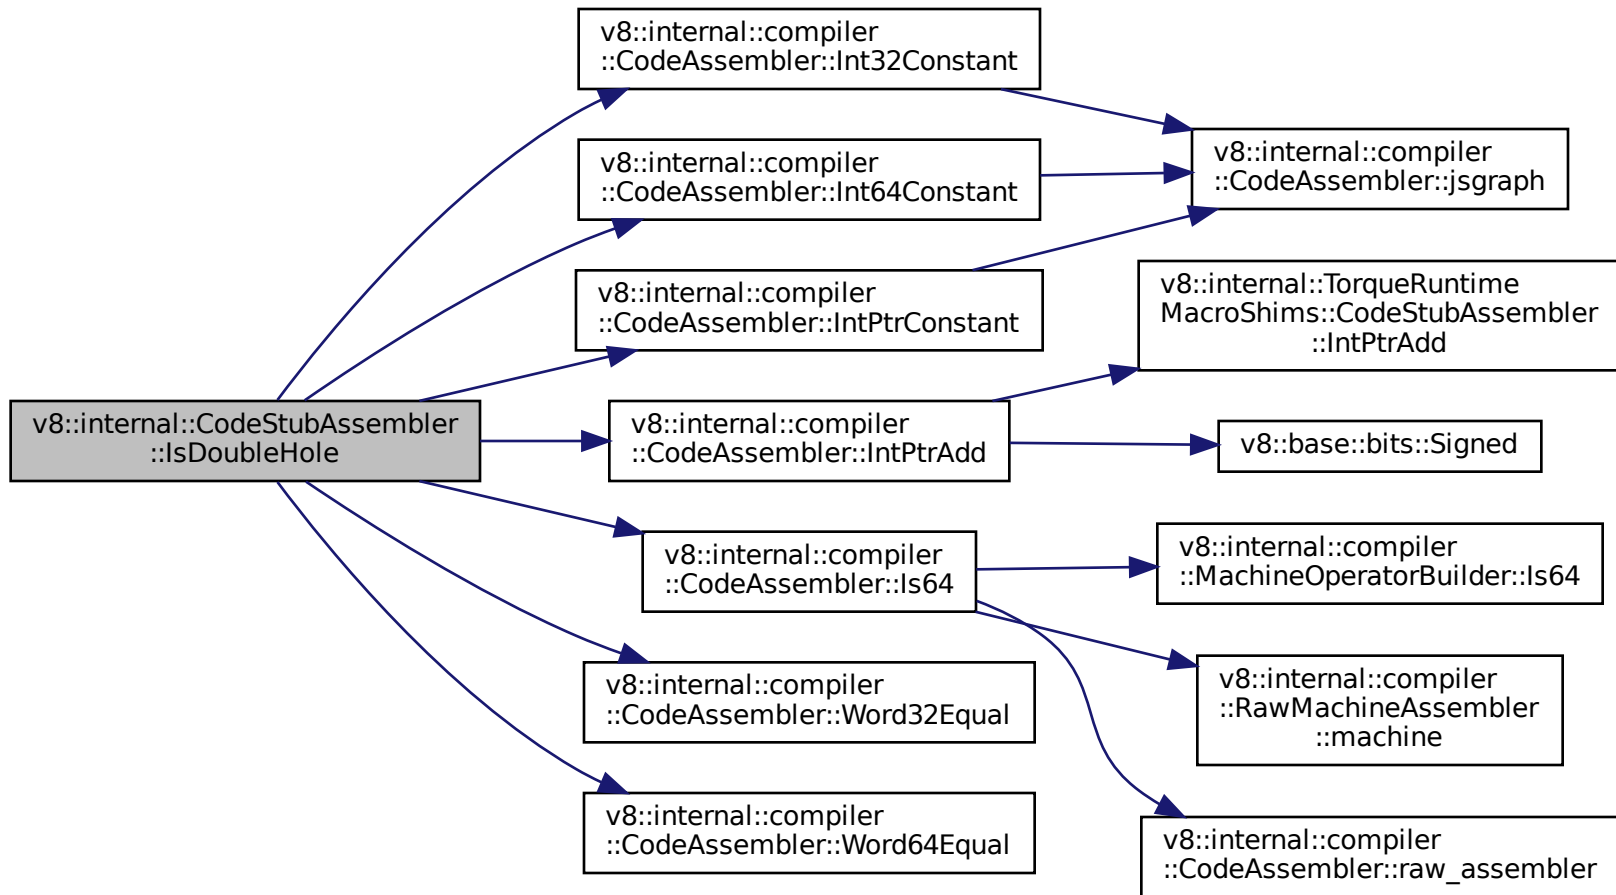 v8::internal::compiler
::CodeAssembler::Int32Constant
v8::internal::compiler
::CodeAssembler::jsgraph
v8::internal::compiler
::CodeAssembler::Int64Constant
v8::internal::TorqueRuntime
MacroShims::CodeStubAssembler
::IntPtrAdd
v8::internal::compiler
::CodeAssembler::IntPtrConstant
v8::internal::CodeStubAssembler
::IsDoubleHole
v8::internal::compiler
::CodeAssembler::IntPtrAdd
v8::base::bits::Signed
v8::internal::compiler
::CodeAssembler::Is64
v8::internal::compiler
::MachineOperatorBuilder::Is64
v8::internal::compiler
::RawMachineAssembler
::machine
v8::internal::compiler
::CodeAssembler::Word32Equal
v8::internal::compiler
::CodeAssembler::Word64Equal
v8::internal::compiler
::CodeAssembler::raw_assembler